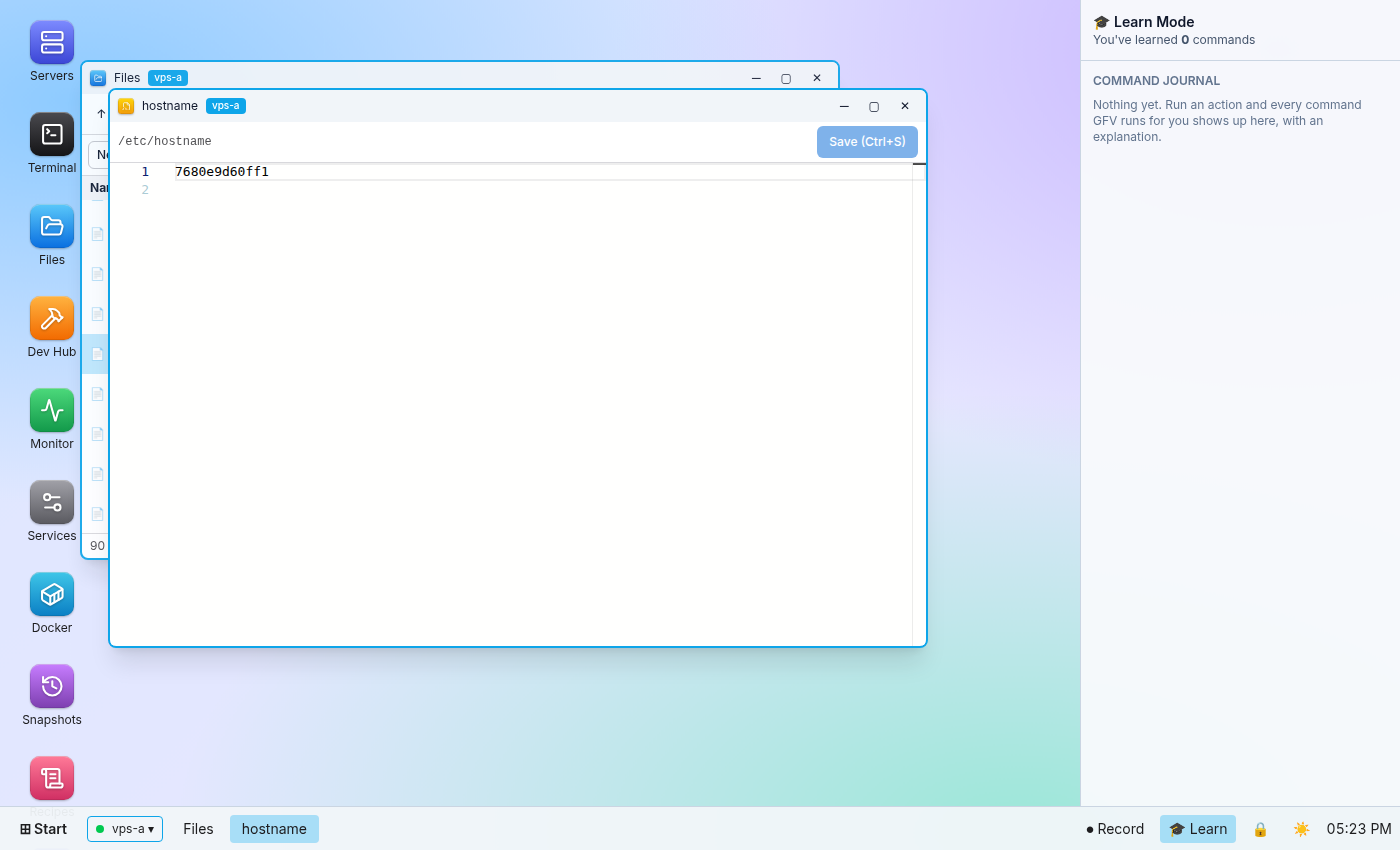 Servers
Terminal
Files
Dev Hub
Monitor
Services
Docker
Snapshots
Recipes
Files vps-a
hostname vps-a
/etc/hostname
Save (Ctrl+S)
1 7680e9d60ff1
2
90
🎓 Learn Mode
You've learned 0 commands
COMMAND JOURNAL
Nothing yet. Run an action and every command
GFV runs for you shows up here, with an
explanation.
Start
vps-a ▾
Files
hostname
● Record
🎓 Learn
05:23 PM